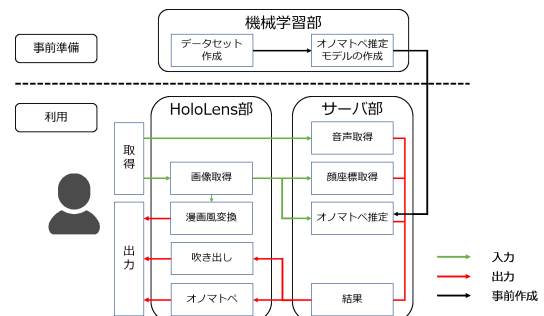 機械学習部
事前準備
データセット
作成
オノマトペ推定
モデルの作成
利用
HoloLens部
サーバ部
取
得
音声取得
画像取得
顔座標取得
漫画風変換
オノマトペ推定
出
力
吹き出し
オノマトペ
結果
入力
出力
事前作成